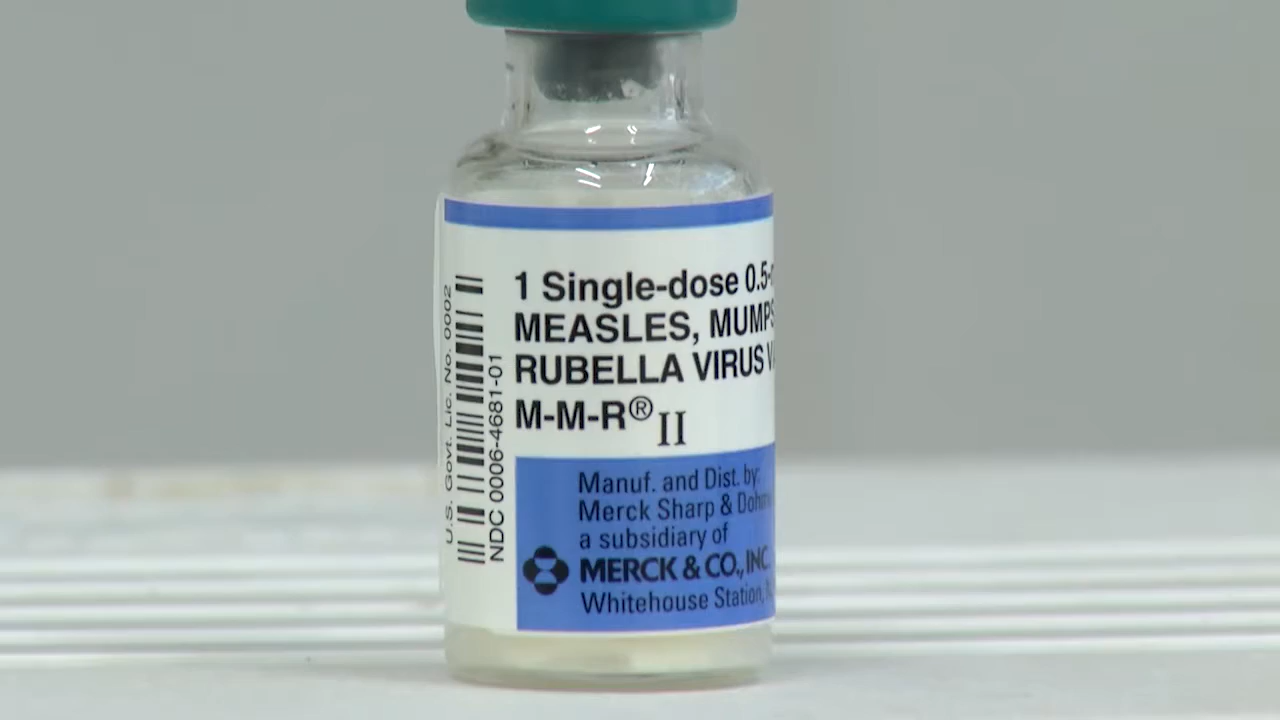 1 Single-dose 0.5-
MEASLES, MUMPS
RUBELLA VIRUS
M-M-R® II
Manuf. and Dist. by:
Merck Sharp & Dohm
a subsidiary of
MERCK & CO., INC.
Whitehouse Station,
U.S. Govt. Lic. No. 0002
NDC 0006-4681-01